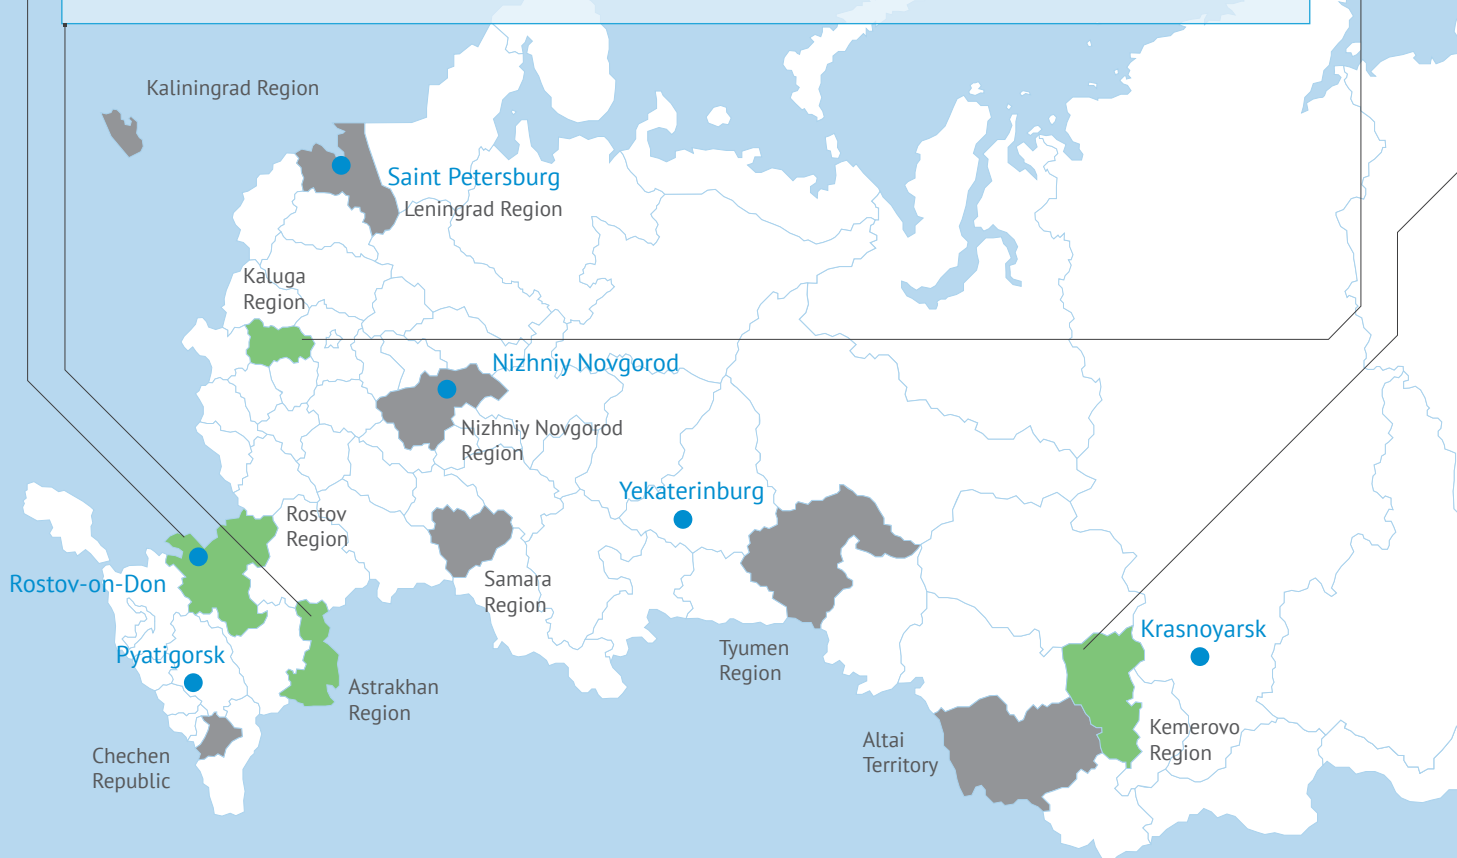 Kaliningrad Region
Saint Petersburg
Leningrad Region
Kaluga
Region
Nizhniy Novgorod
Nizhniy Novgorod
Region
Yekaterinburg
Rostov
Region
Rostov-on-Don
Samara
Region
Pyatigorsk
Tyumen
Region
Krasnoyarsk
Astrakhan
Region
Kemerovo
Region
Altai
Territory
Chechen
Republic